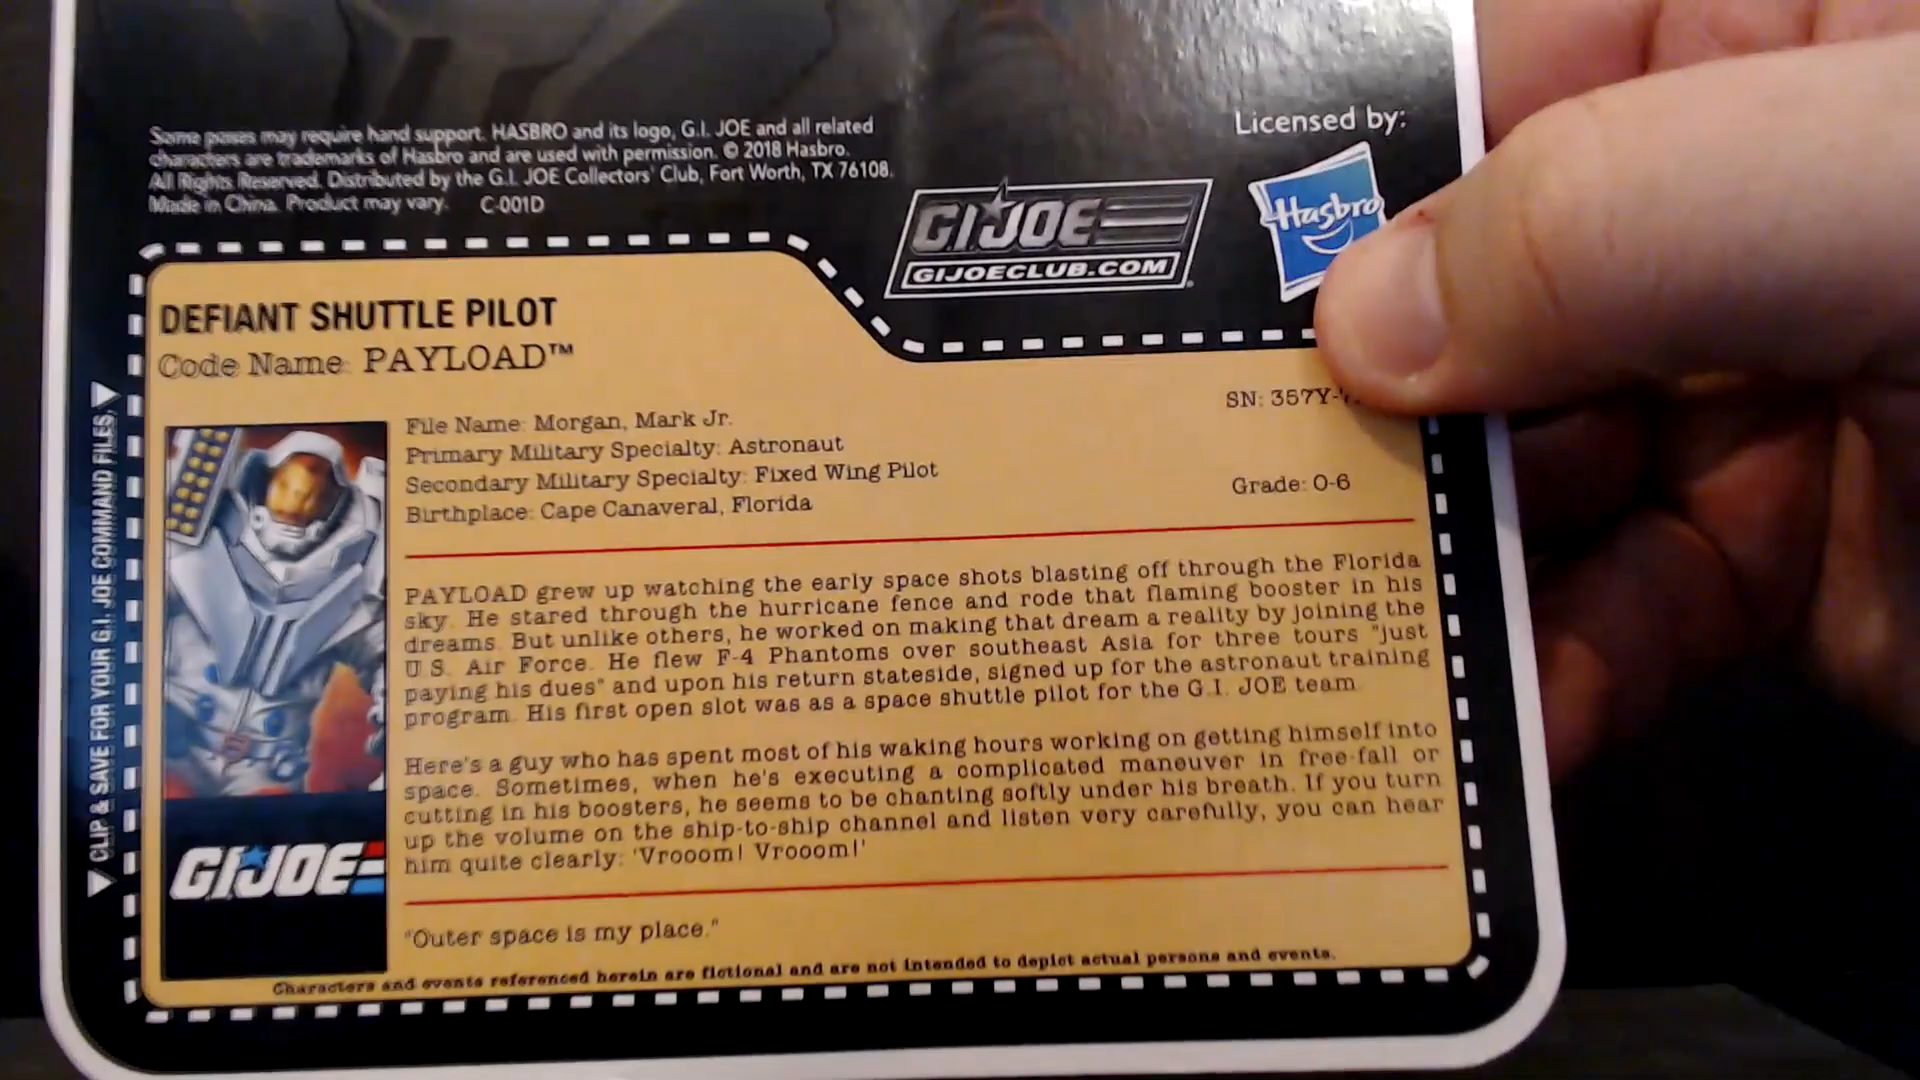 Some poses may require hand support. HASBRO and its logo, G.I. JOE and all related
characters are trademarks of Hasbro and are used with permission. © 2018 Hasbro.
All Rights Reserved. Distributed by the G.I. JOE Collectors' Club, Fort Worth, TX 76108.
Made in China. Product may vary. C-001D
Licensed by:
Hasbro
G.I. JOE
GIJOECLUB.COM
DEFIANT SHUTTLE PILOT
Code Name: PAYLOAD™
File Name: Morgan, Mark Jr.
SN: 357Y-
Primary Military Specialty: Astronaut
Secondary Military Specialty: Fixed Wing Pilot
Grade: O-6
Birthplace: Cape Canaveral, Florida
PAYLOAD grew up watching the early space shots blasting off through the Florida
sky. He stared through the hurricane fence and rode that flaming booster in his
dreams. But unlike others, he worked on making that dream a reality by joining the
U.S. Air Force. He flew F-4 Phantoms over southeast Asia for three tours "just
paying his dues" and upon his return stateside, signed up for the astronaut training
program. His first open slot was as a space shuttle pilot for the G.I. JOE team.
Here's a guy who has spent most of his waking hours working on getting himself into
space. Sometimes, when he's executing a complicated maneuver in free-fall or
cutting in his boosters, he seems to be chanting softly under his breath. If you turn
up the volume on the ship-to-ship channel and listen very carefully, you can hear
him quite clearly: 'Vrooom! Vrooom!'
"Outer space is my place."
Characters and events referenced herein are fictional and are not intended to depict actual persons and events.
G.I. JOE
CLIP & SAVE FOR YOUR G.I. JOE COMMAND FILES